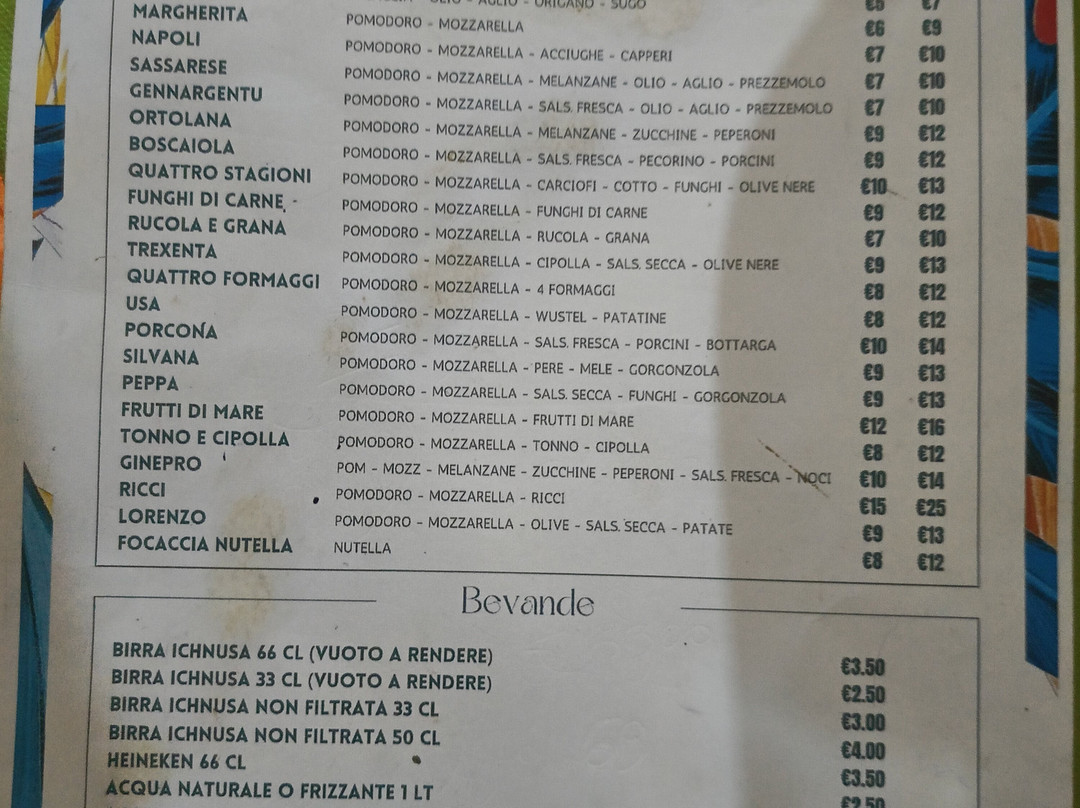 OLIO - AGLIO - ORIGANO - SUGO €5 €7
MARGHERITA POMODORO - MOZZARELLA €6 €9
NAPOLI POMODORO - MOZZARELLA - ACCIUGHE - CAPPERI €7 €10
SASSARESE POMODORO - MOZZARELLA - MELANZANE - OLIO - AGLIO - PREZZEMOLO €7 €10
GENNARGENTU POMODORO - MOZZARELLA - SALS. FRESCA - OLIO - AGLIO - PREZZEMOLO €7 €10
ORTOLANA POMODORO - MOZZARELLA - MELANZANE - ZUCCHINE - PEPERONI €9 €12
BOSCAIOLA POMODORO - MOZZARELLA - SALS. FRESCA - PECORINO - PORCINI €9 €12
QUATTRO STAGIONI POMODORO - MOZZARELLA - CARCIOFI - COTTO - FUNGHI - OLIVE NERE €10 €13
FUNGHI DI CARNE POMODORO - MOZZARELLA - FUNGHI DI CARNE €9 €12
RUCOLA E GRANA POMODORO - MOZZARELLA - RUCOLA - GRANA €7 €10
TREXENTA POMODORO - MOZZARELLA - CIPOLLA - SALS. SECCA - OLIVE NERE €9 €13
QUATTRO FORMAGGI POMODORO - MOZZARELLA - 4 FORMAGGI €8 €12
USA POMODORO - MOZZARELLA - WUSTEL - PATATINE €8 €12
PORCONA POMODORO - MOZZARELLA - SALS. FRESCA - PORCINI - BOTTARGA €10 €14
SILVANA POMODORO - MOZZARELLA - PERE - MELE - GORGONZOLA €9 €13
PEPPA POMODORO - MOZZARELLA - SALS. SECCA - FUNGHI - GORGONZOLA €9 €13
FRUTTI DI MARE POMODORO - MOZZARELLA - FRUTTI DI MARE €12 €16
TONNO E CIPOLLA POMODORO - MOZZARELLA - TONNO - CIPOLLA €8 €12
GINEPRO POM - MOZZ - MELANZANE - ZUCCHINE - PEPERONI - SALS. FRESCA - NOCI €10 €14
RICCI POMODORO - MOZZARELLA - RICCI €15 €25
LORENZO POMODORO - MOZZARELLA - OLIVE - SALS. SECCA - PATATE €9 €13
FOCACCIA NUTELLA NUTELLA €8 €12
Bevande
BIRRA ICHNUSA 66 CL (VUOTO A RENDERE) €3.50
BIRRA ICHNUSA 33 CL (VUOTO A RENDERE) €2.50
BIRRA ICHNUSA NON FILTRATA 33 CL €3.00
BIRRA ICHNUSA NON FILTRATA 50 CL €4.00
HEINEKEN 66 CL €3.50
ACQUA NATURALE O FRIZZANTE 1 LT €2.50